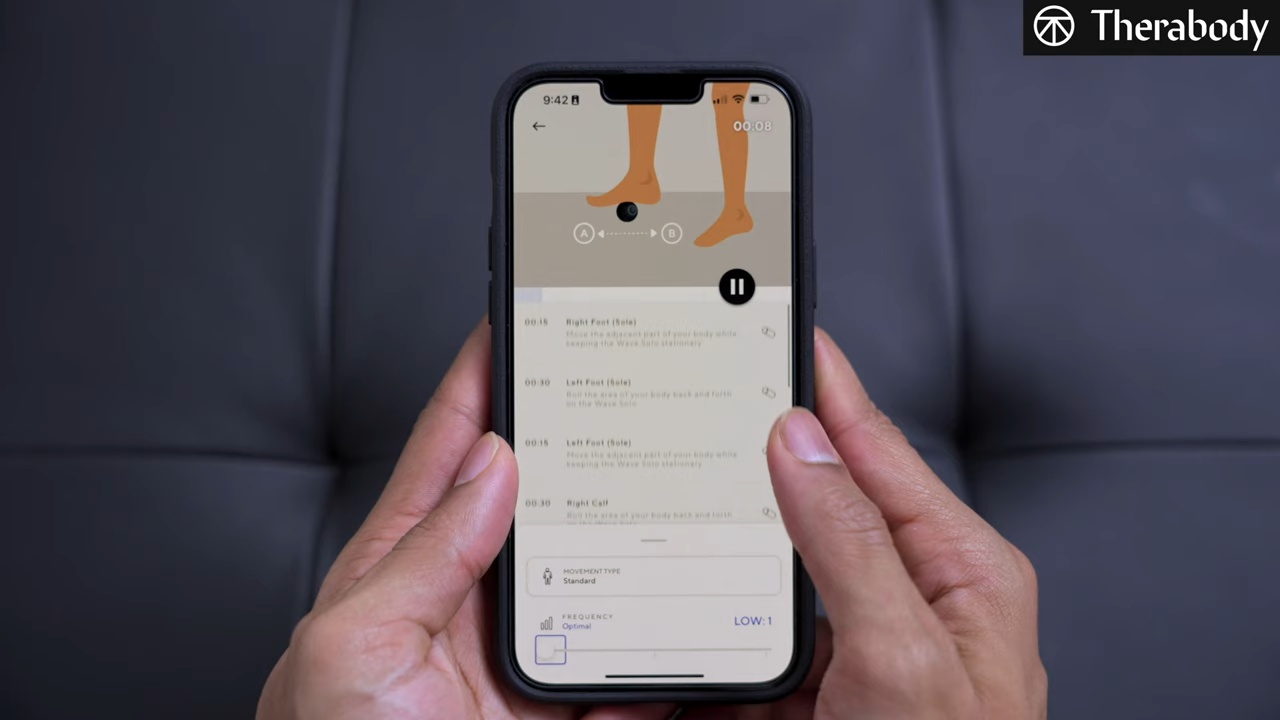 Therabody
9:42
00:08
A
B
00:15 Right Foot (Sole)
Move the adjacent part of your body while
keeping the Wave Solo stationary
00:30 Left Foot (Sole)
Roll the area of your body back and forth
on the Wave Solo
00:15 Left Foot (Sole)
Move the adjacent part of your body while
keeping the Wave Solo stationary
00:30 Right Calf
Roll the area of your body back and forth
on the Wave Solo
MOVEMENT TYPE
Standard
FREQUENCY
Optimal
LOW: 1